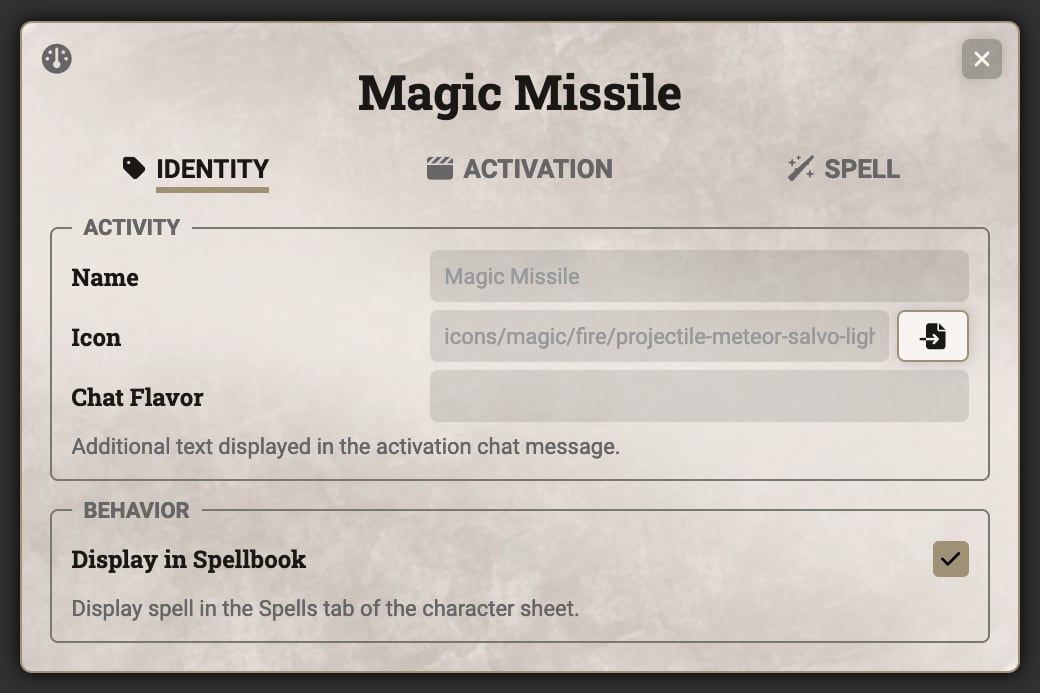 Magic Missile
IDENTITY
ACTIVATION
SPELL
ACTIVITY
Name
Magic Missile
Icon
icons/magic/fire/projectile-meteor-salvo-ligh
Chat Flavor
Additional text displayed in the activation chat message.
BEHAVIOR
Display in Spellbook
Display spell in the Spells tab of the character sheet.